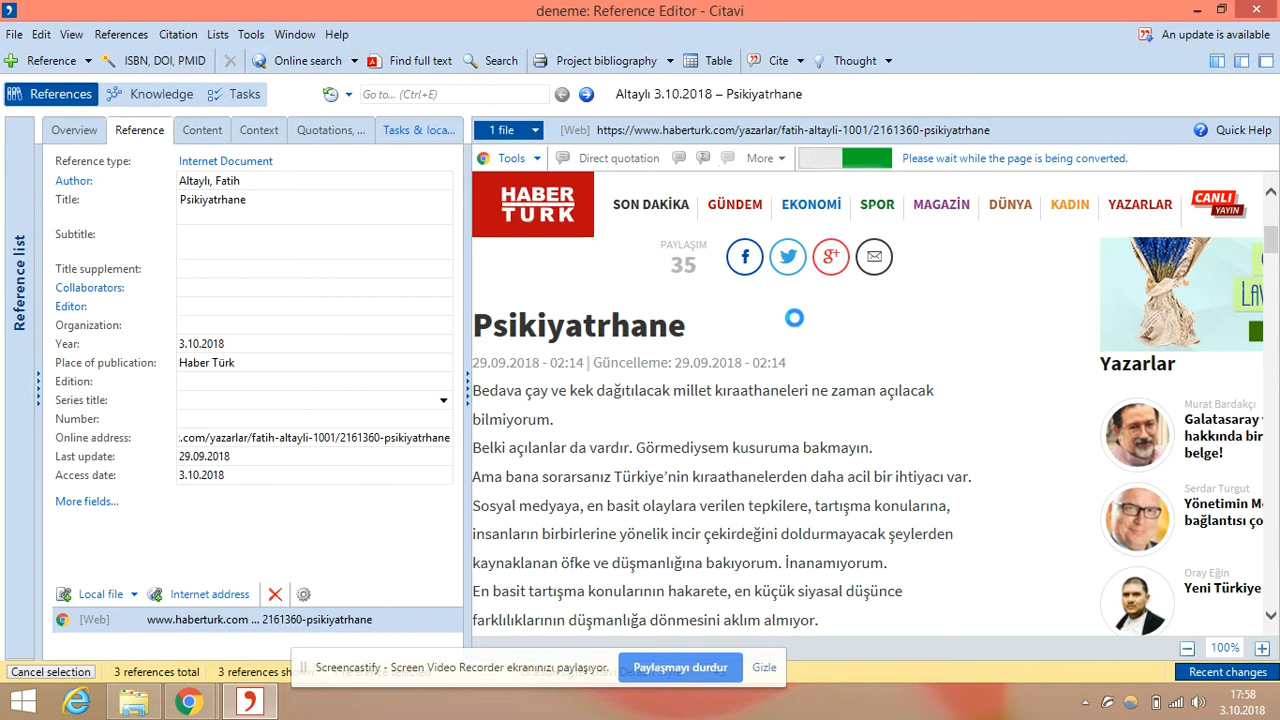 deneme: Reference Editor - Citavi
File Edit View References Citation Lists Tools Window Help
An update is available
Reference ISBN, DOI, PMID Online search Find full text Search Project bibliography Table Cite Thought
References Knowledge Tasks Go to... (Ctrl+E) Altaylı 3.10.2018 – Psikiyatrhane
Overview Reference Content Context Quotations, ... Tasks & loca...
1 file [Web] https://www.haberturk.com/yazarlar/fatih-altayli-1001/2161360-psikiyatrhane Quick Help
Tools Direct quotation More Please wait while the page is being converted.
Reference list
Reference type: Internet Document
Author: Altaylı, Fatih
Title: Psikiyatrhane
Subtitle:
Title supplement:
Collaborators:
Editor:
Organization:
Year: 3.10.2018
Place of publication: Haber Türk
Edition:
Series title:
Number:
Online address: :.com/yazarlar/fatih-altayli-1001/2161360-psikiyatrhane
Last update: 29.09.2018
Access date: 3.10.2018
More fields...
Local file Internet address
[Web] www.haberturk.com ... 2161360-psikiyatrhane
HABER
TURK
SON DAKİKA GÜNDEM EKONOMİ SPOR MAGAZİN DÜNYA KADIN YAZARLAR CANLI
YAYIN
PAYLAŞIM
35
Psikiyatrhane
29.09.2018 - 02:14 | Güncelleme: 29.09.2018 - 02:14
Bedava çay ve kek dağıtılacak millet kıraathaneleri ne zaman açılacak
bilmiyorum.
Belki açılanlar da vardır. Görmediysem kusuruma bakmayın.
Ama bana sorarsanız Türkiye’nin kıraathanelerden daha acil bir ihtiyacı var.
Sosyal medyaya, en basit olaylara verilen tepkilere, tartışma konularına,
insanların birbirlerine yönelik incir çekirdeğini doldurmayacak şeylerden
kaynaklanan öfke ve düşmanlığına bakıyorum. İnanamıyorum.
En basit tartışma konularının hakarete, en küçük siyasal düşünce
farklılıklarının düşmanlığa dönmesini aklım almıyor.
Yazarlar
Murat Bardakçı
Galatasaray
hakkında bir
belge!
Serdar Turgut
Yönetimin M
bağlantısı ço
Oray Eğin
Yeni Türkiye
100%
Cancel selection 3 references total 3 references sh
Recent changes
Screencastify - Screen Video Recorder ekranınızı paylaşıyor. Paylaşmayı durdur Gizle
17:58
3.10.2018